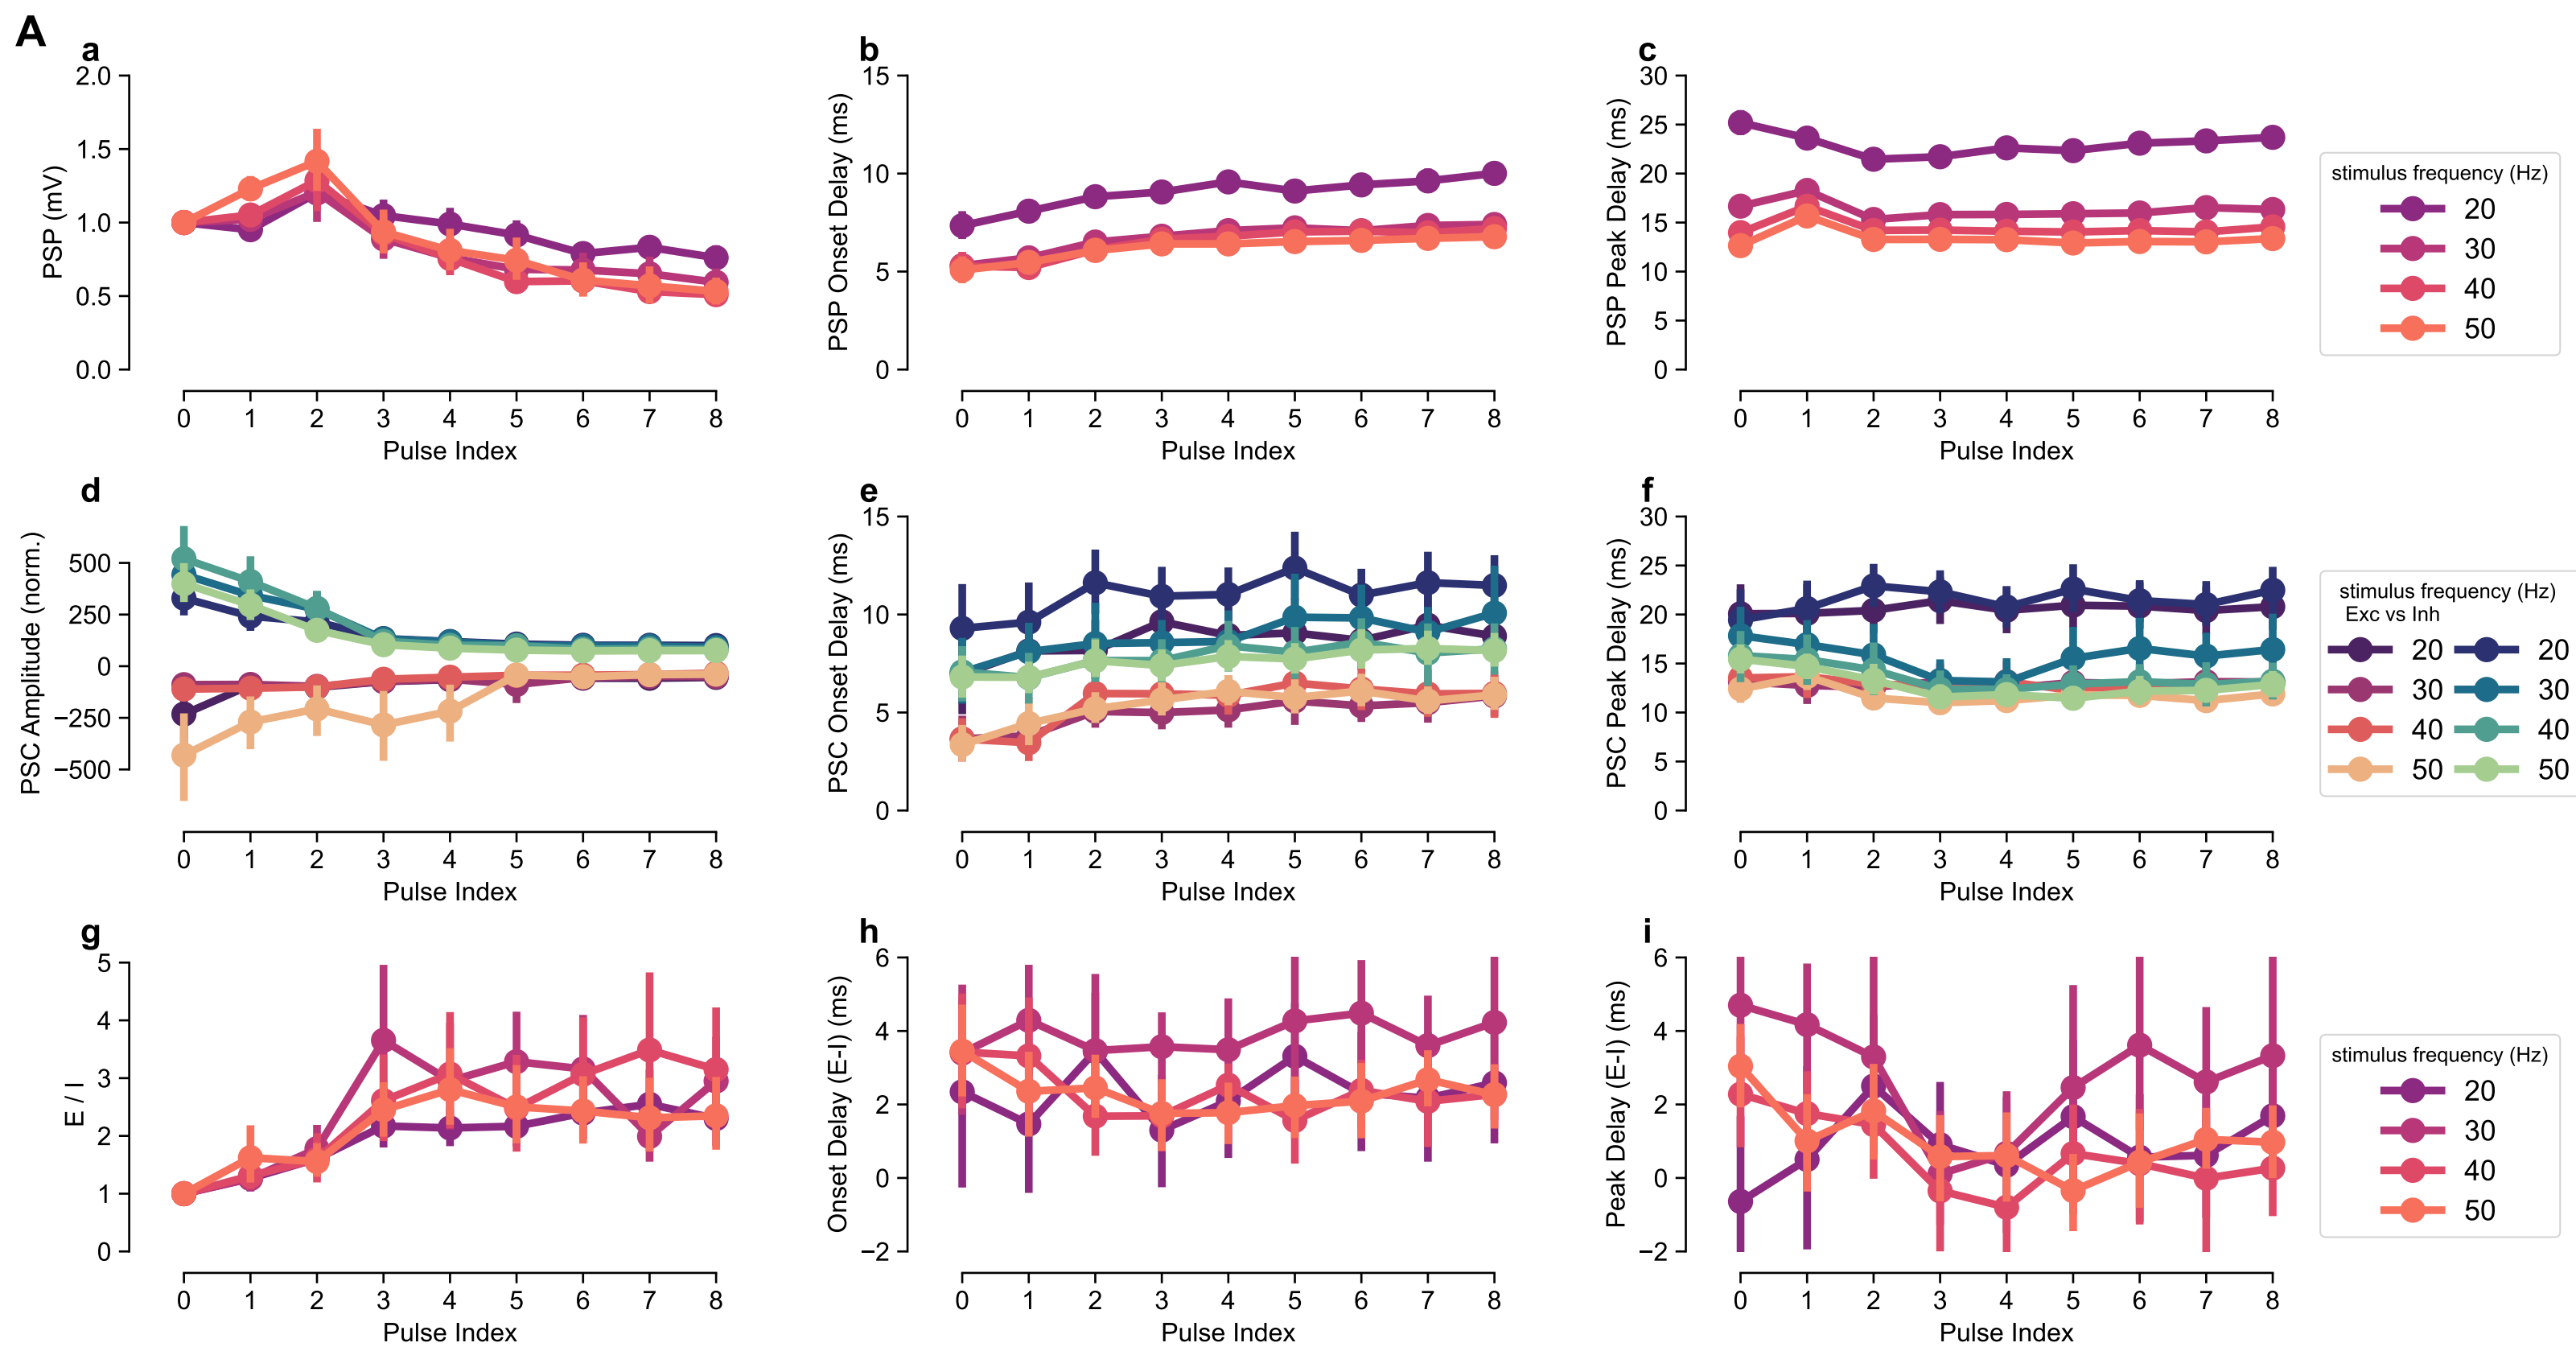 A
a
2.0
1.5
1.0
0.5
0.0
PSP (mV)
0 1 2 3 4 5 6 7 8
Pulse Index
b
15
10
5
0
PSP Onset Delay (ms)
0 1 2 3 4 5 6 7 8
Pulse Index
c
30
25
20
15
10
5
0
PSP Peak Delay (ms)
0 1 2 3 4 5 6 7 8
Pulse Index
stimulus frequency (Hz)
20
30
40
50
d
500
250
0
−250
−500
PSC Amplitude (norm.)
0 1 2 3 4 5 6 7 8
Pulse Index
e
15
10
5
0
PSC Onset Delay (ms)
0 1 2 3 4 5 6 7 8
Pulse Index
f
30
25
20
15
10
5
0
PSC Peak Delay (ms)
0 1 2 3 4 5 6 7 8
Pulse Index
stimulus frequency (Hz)
Exc vs Inh
20 20
30 30
40 40
50 50
g
5
4
3
2
1
0
E / I
0 1 2 3 4 5 6 7 8
Pulse Index
h
6
4
2
0
−2
Onset Delay (E-I) (ms)
0 1 2 3 4 5 6 7 8
Pulse Index
i
6
4
2
0
−2
Peak Delay (E-I) (ms)
0 1 2 3 4 5 6 7 8
Pulse Index
stimulus frequency (Hz)
20
30
40
50